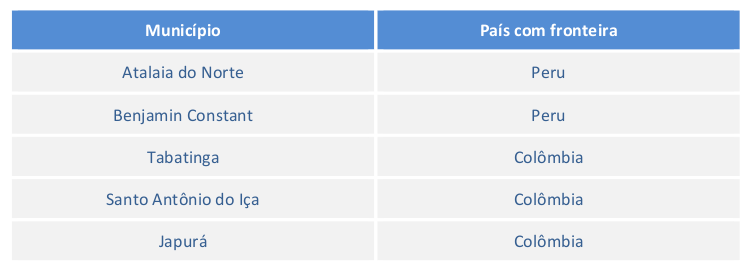 Município País com fronteira
Atalaia do Norte Peru
Benjamin Constant Peru
Tabatinga Colômbia
Santo Antônio do Iça Colômbia
Japurá Colômbia